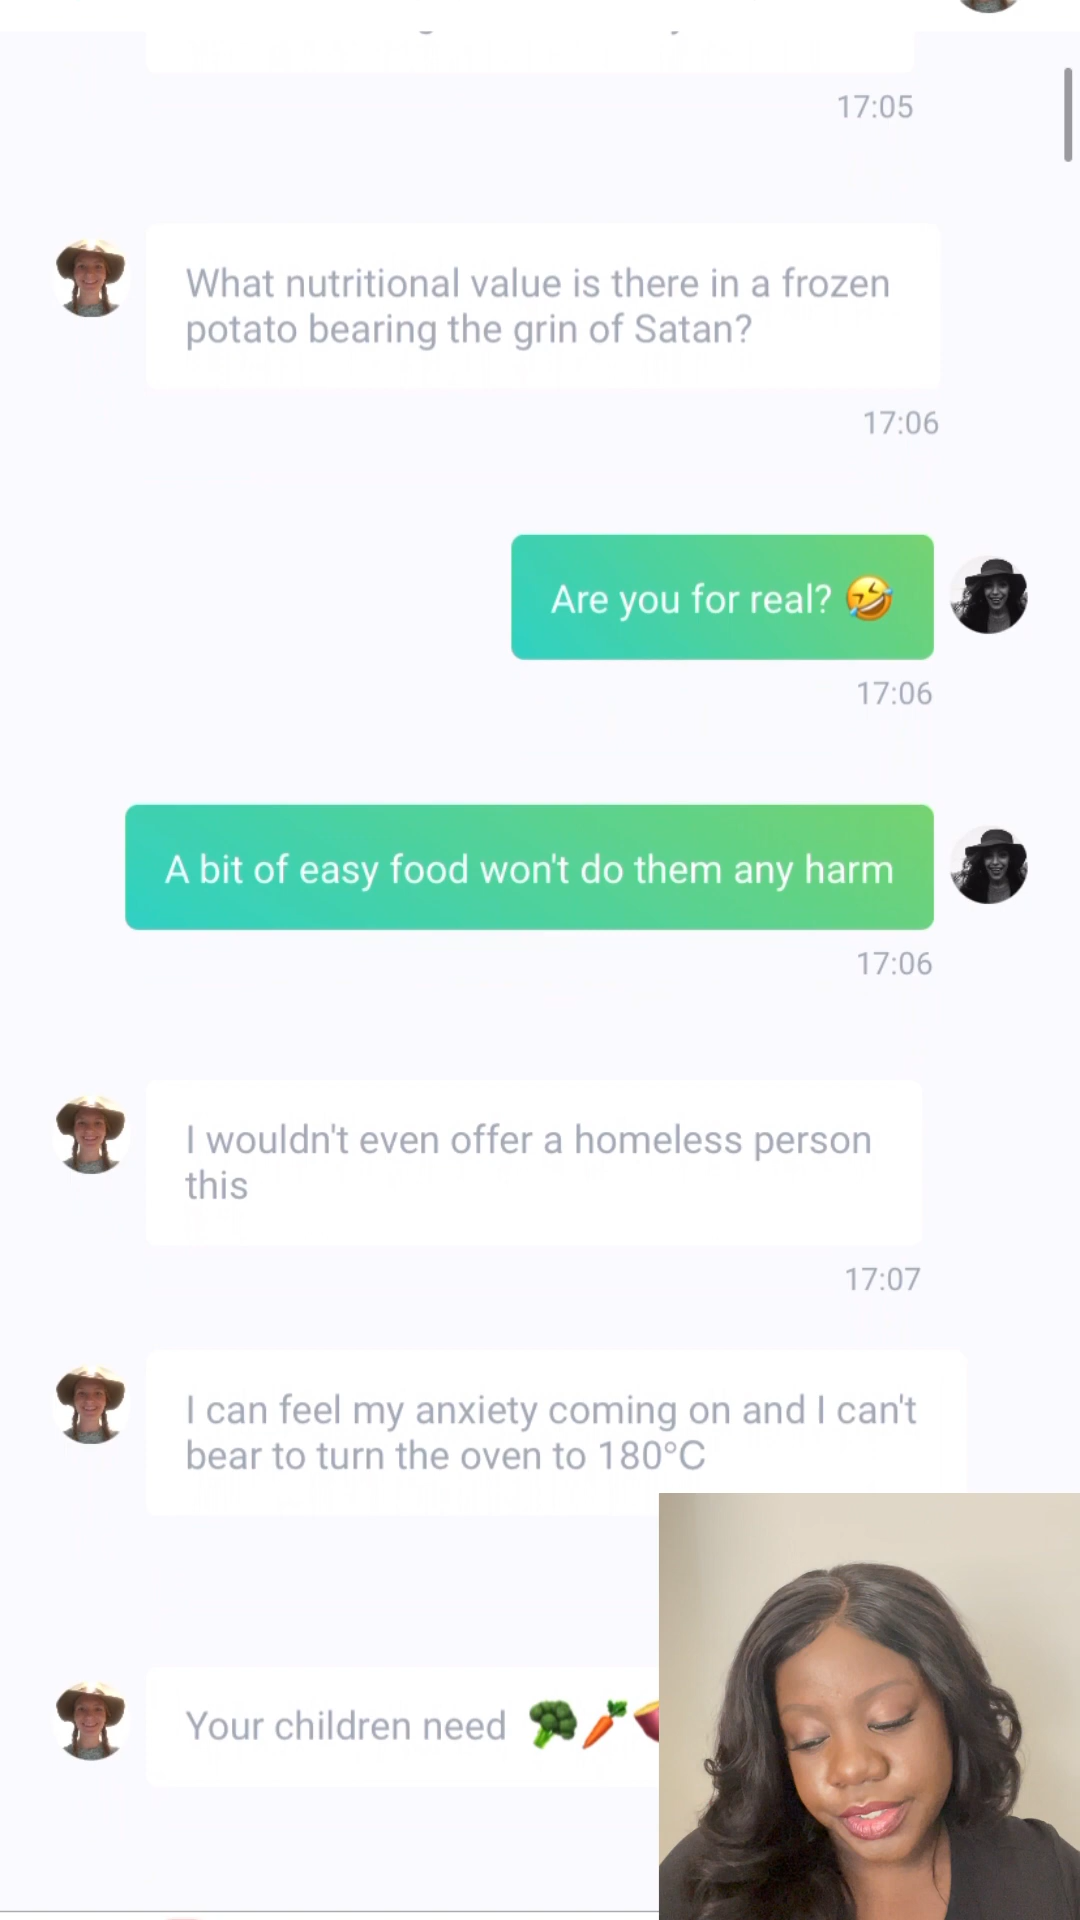 17:05
What nutritional value is there in a frozen
potato bearing the grin of Satan?
17:06
Are you for real? 🤣
17:06
A bit of easy food won't do them any harm
17:06
I wouldn't even offer a homeless person
this
17:07
I can feel my anxiety coming on and I can't
bear to turn the oven to 180°C
Your children need 🥦🥕